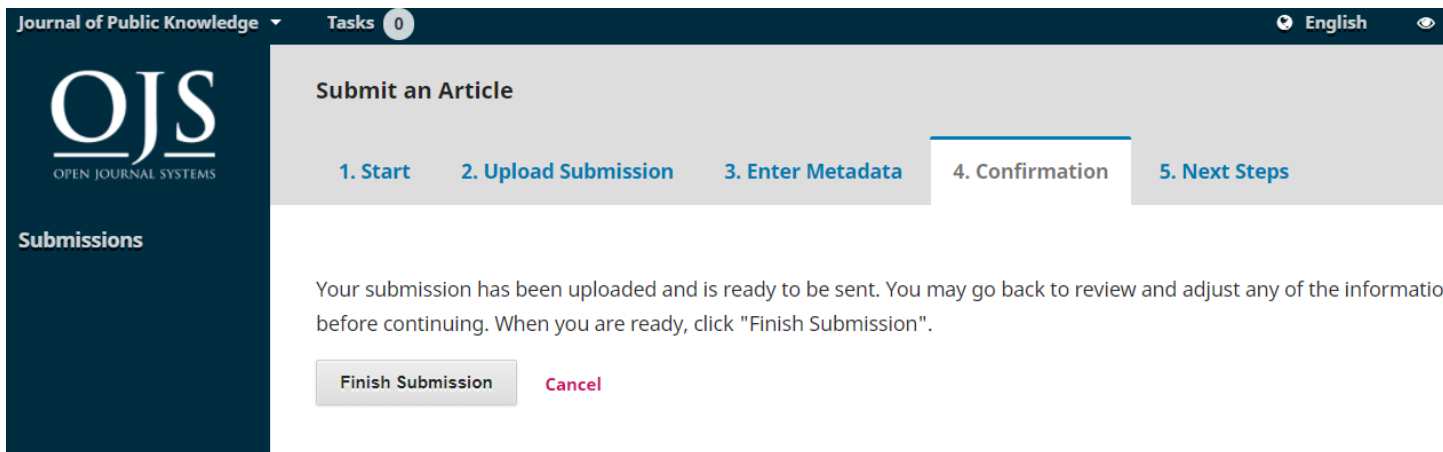 Journal of Public Knowledge Tasks 0 English
OJS
OPEN JOURNAL SYSTEMS
Submissions
Submit an Article
1. Start 2. Upload Submission 3. Enter Metadata 4. Confirmation 5. Next Steps
Your submission has been uploaded and is ready to be sent. You may go back to review and adjust any of the informatio
before continuing. When you are ready, click "Finish Submission".
Finish Submission Cancel